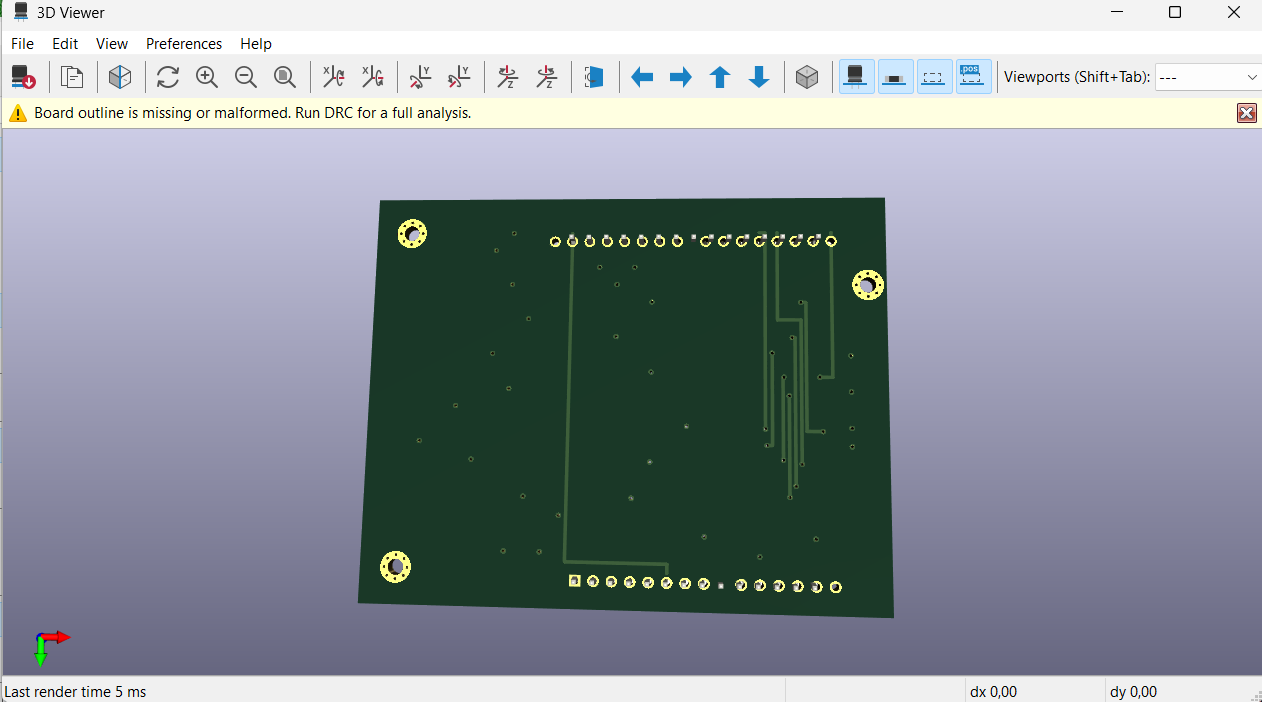 3D Viewer
File Edit View Preferences Help
Viewports (Shift+Tab): ---
Board outline is missing or malformed. Run DRC for a full analysis.
Last render time 5 ms
dx 0,00
dy 0,00